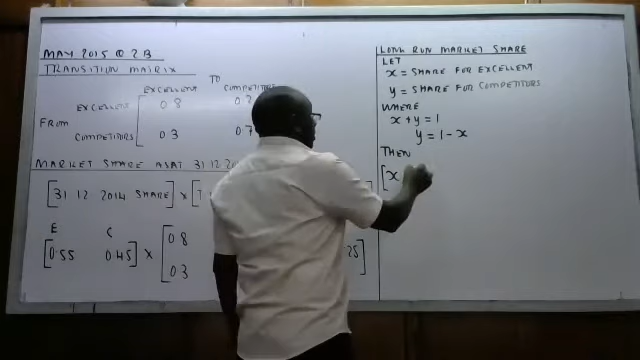 MAY 2015 Q 2B
TRANSITION MATRIX
TO
EXCELLENT COMPETITORS
EXCELLENT 0.8 0.2
FROM
COMPETITORS 0.3 0.7
MARKET SHARE AS AT 31 12
[31 12 2014 SHARE] × [T
E C
[0.55 0.45] × [0.8
0.3
25]
LONG RUN MARKET SHARE
LET
x = SHARE FOR EXCELLENT
y = SHARE FOR COMPETITORS
WHERE
x + y = 1
y = 1 - x
THEN
[x